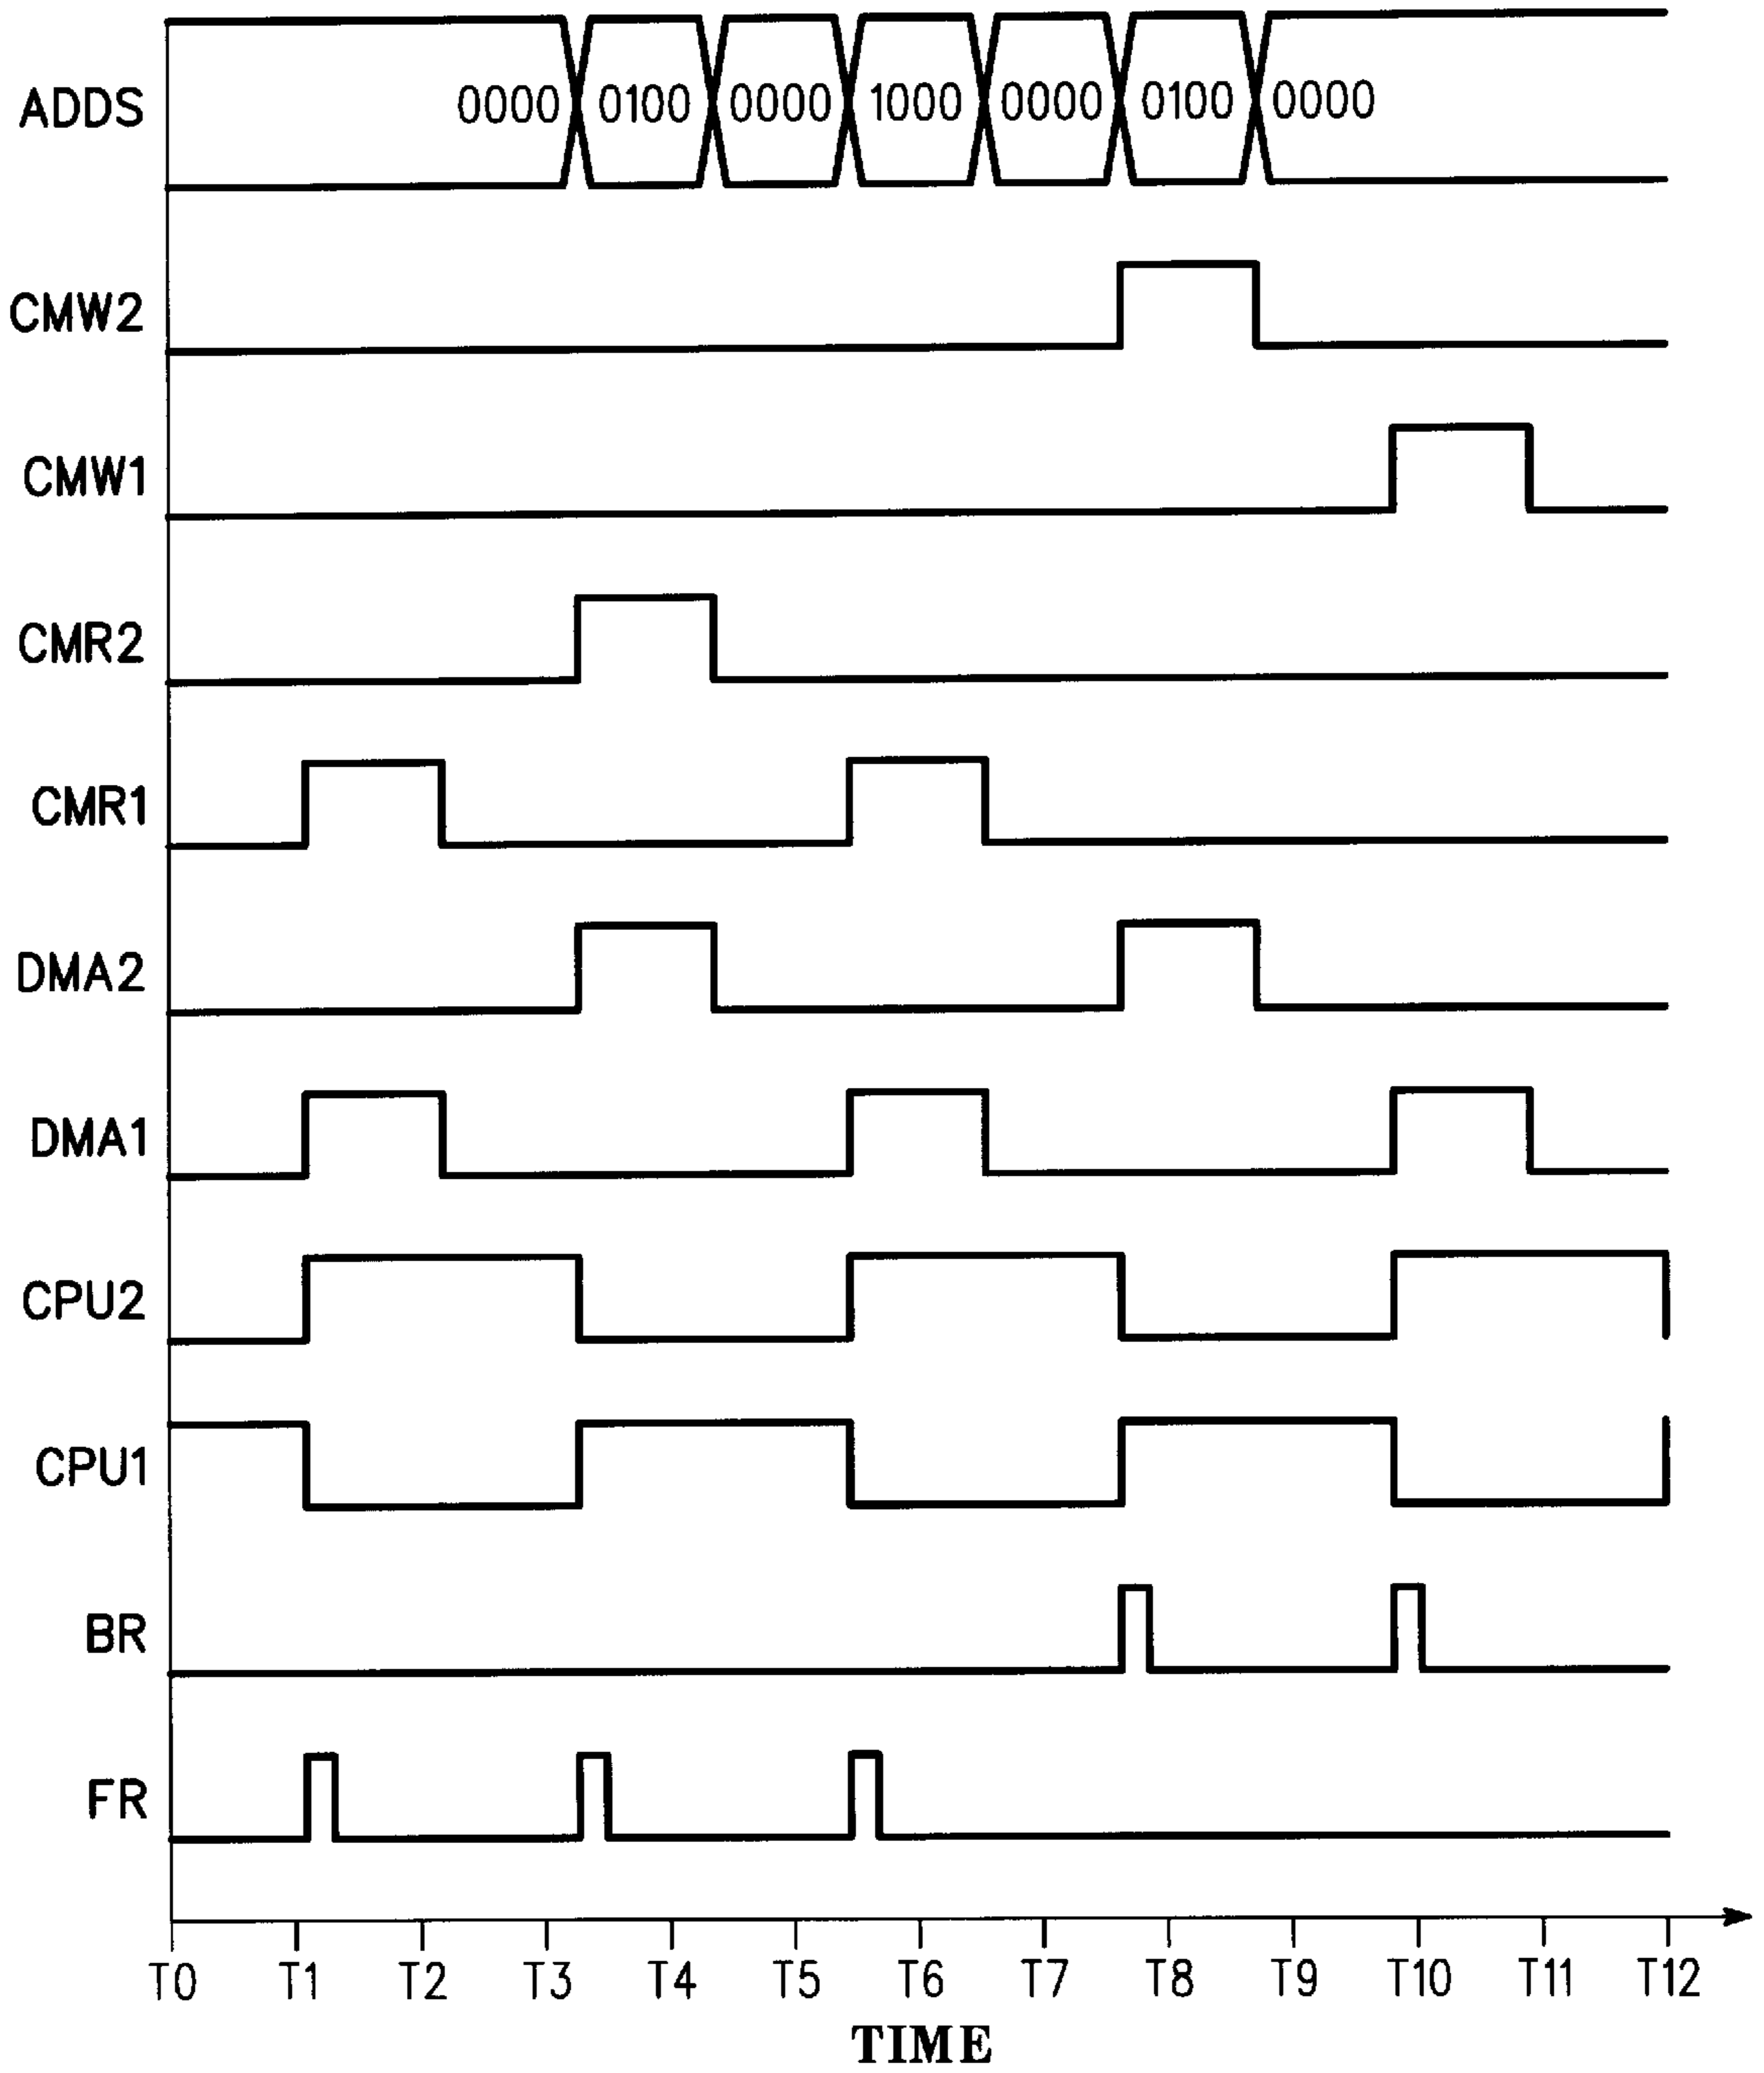 ADDS 0000 0100 0000 1000 0000 0100 0000
CMW2
CMW1
CMR2
CMR1
DMA2
DMA1
CPU2
CPU1
BR
FR
T0 T1 T2 T3 T4 T5 T6 T7 T8 T9 T10 T11 T12
TIME